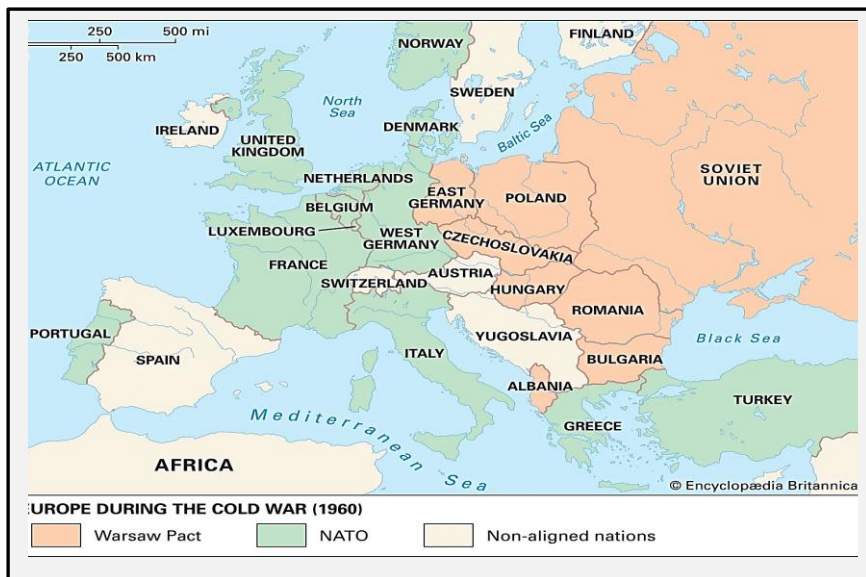 250 500 mi
250 500 km
NORWAY
FINLAND
SWEDEN
North
Sea
Baltic Sea
DENMARK
IRELAND
UNITED
KINGDOM
ATLANTIC
OCEAN
SOVIET
UNION
NETHERLANDS
EAST
GERMANY
POLAND
BELGIUM
LUXEMBOURG
WEST
GERMANY
CZECHOSLOVAKIA
FRANCE
AUSTRIA
SWITZERLAND
HUNGARY
ROMANIA
PORTUGAL
SPAIN
ITALY
YUGOSLAVIA
Black Sea
BULGARIA
ALBANIA
TURKEY
GREECE
Mediterranean Sea
AFRICA
© Encyclopædia Britannica
EUROPE DURING THE COLD WAR (1960)
Warsaw Pact NATO Non-aligned nations